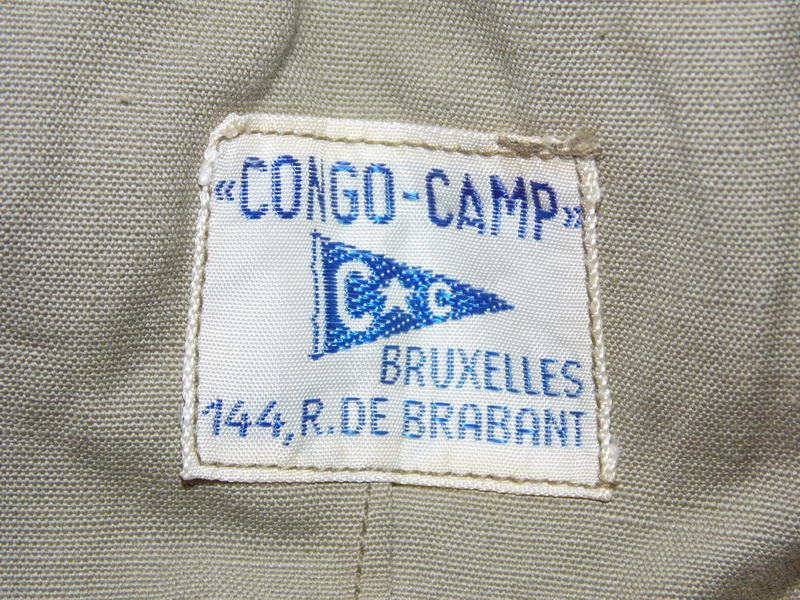 «CONGO-CAMP»
C★C
BRUXELLES
144, R. DE BRABANT